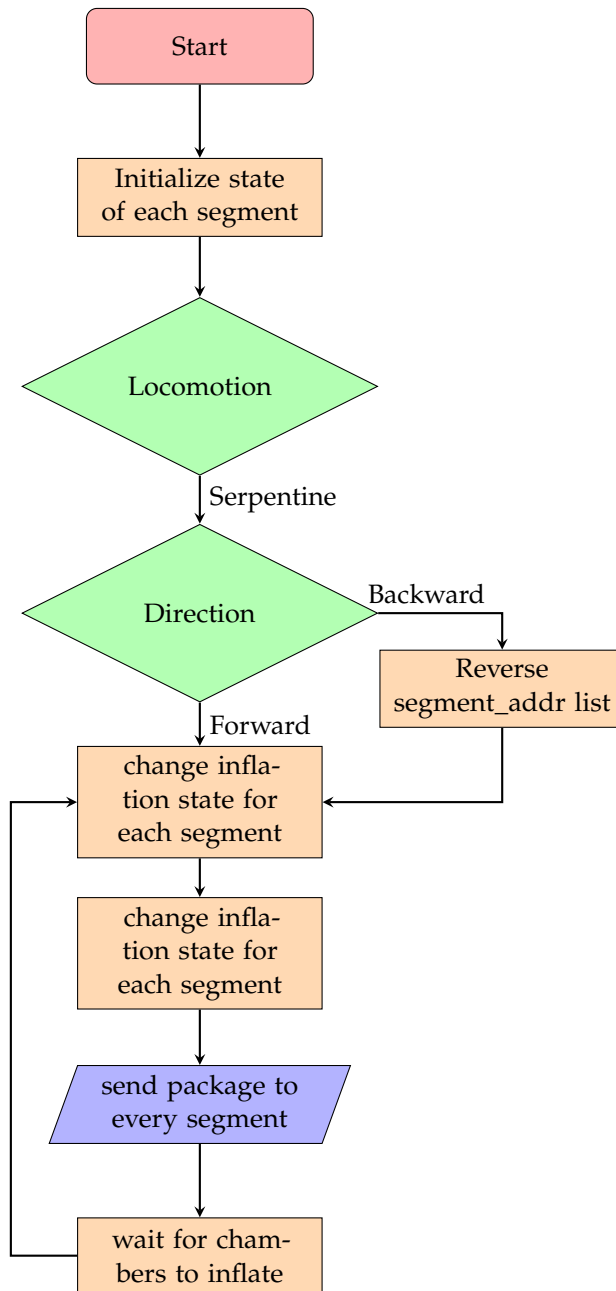 Start
Initialize state
of each segment
Locomotion
Serpentine
Direction
Backward
Reverse
segment_addr list
Forward
change infla-
tion state for
each segment
change infla-
tion state for
each segment
send package to
every segment
wait for cham-
bers to inflate